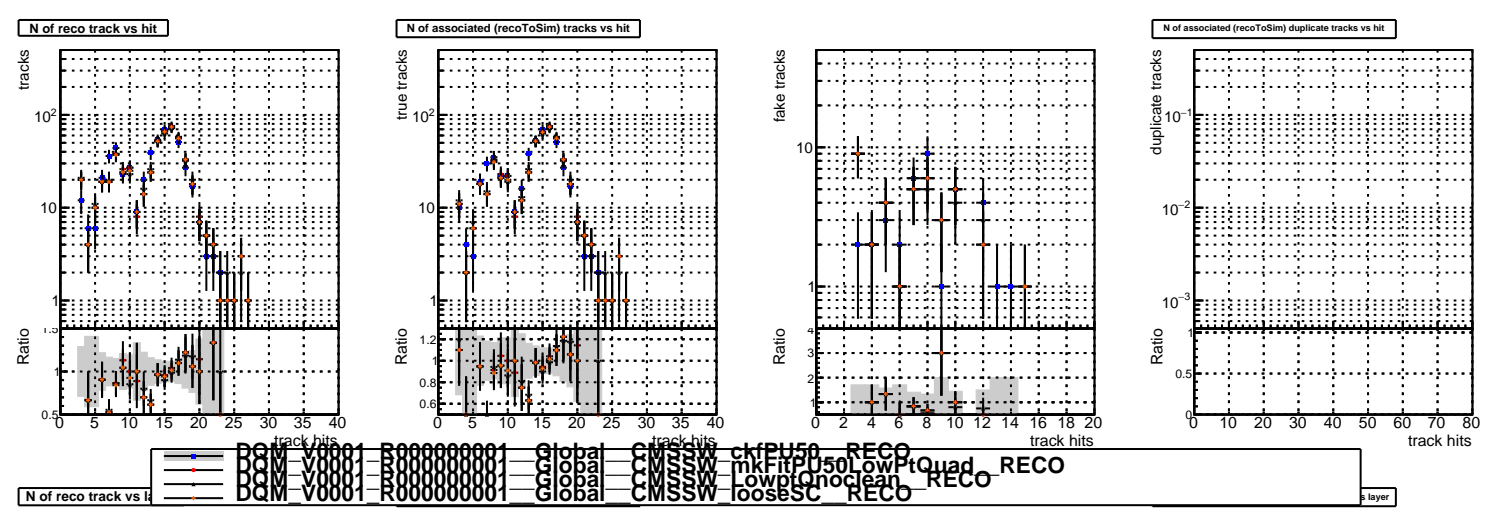 N of reco track vs hit
N of associated (recoToSim) tracks vs hit
N of associated (recoToSim) duplicate tracks vs hit
tracks
10²
10
1
Ratio
1.5
1
0.5
0 5 10 15 20 25 30 35 40
track hits
true tracks
10²
10
1
Ratio
1.2
1
0.8
0.6
0 5 10 15 20 25 30 35 40
track hits
fake tracks
10
1
Ratio
4
3
2
1
0 2 4 6 8 10 12 14 16 18 20
track hits
duplicate tracks
10⁻¹
10⁻²
10⁻³
Ratio
1
0.5
0
0 10 20 30 40 50 60 70 80
track hits
DQM_V0001_R000000001__Global__CMSSW_ckfPU50__RECO
DQM_V0001_R000000001__Global__CMSSW_mkFitPU50LowPtQuad__RECO
DQM_V0001_R000000001__Global__CMSSW_LowptQnoclean__RECO
DQM_V0001_R000000001__Global__CMSSW_looseSC__RECO
N of reco track vs
layer